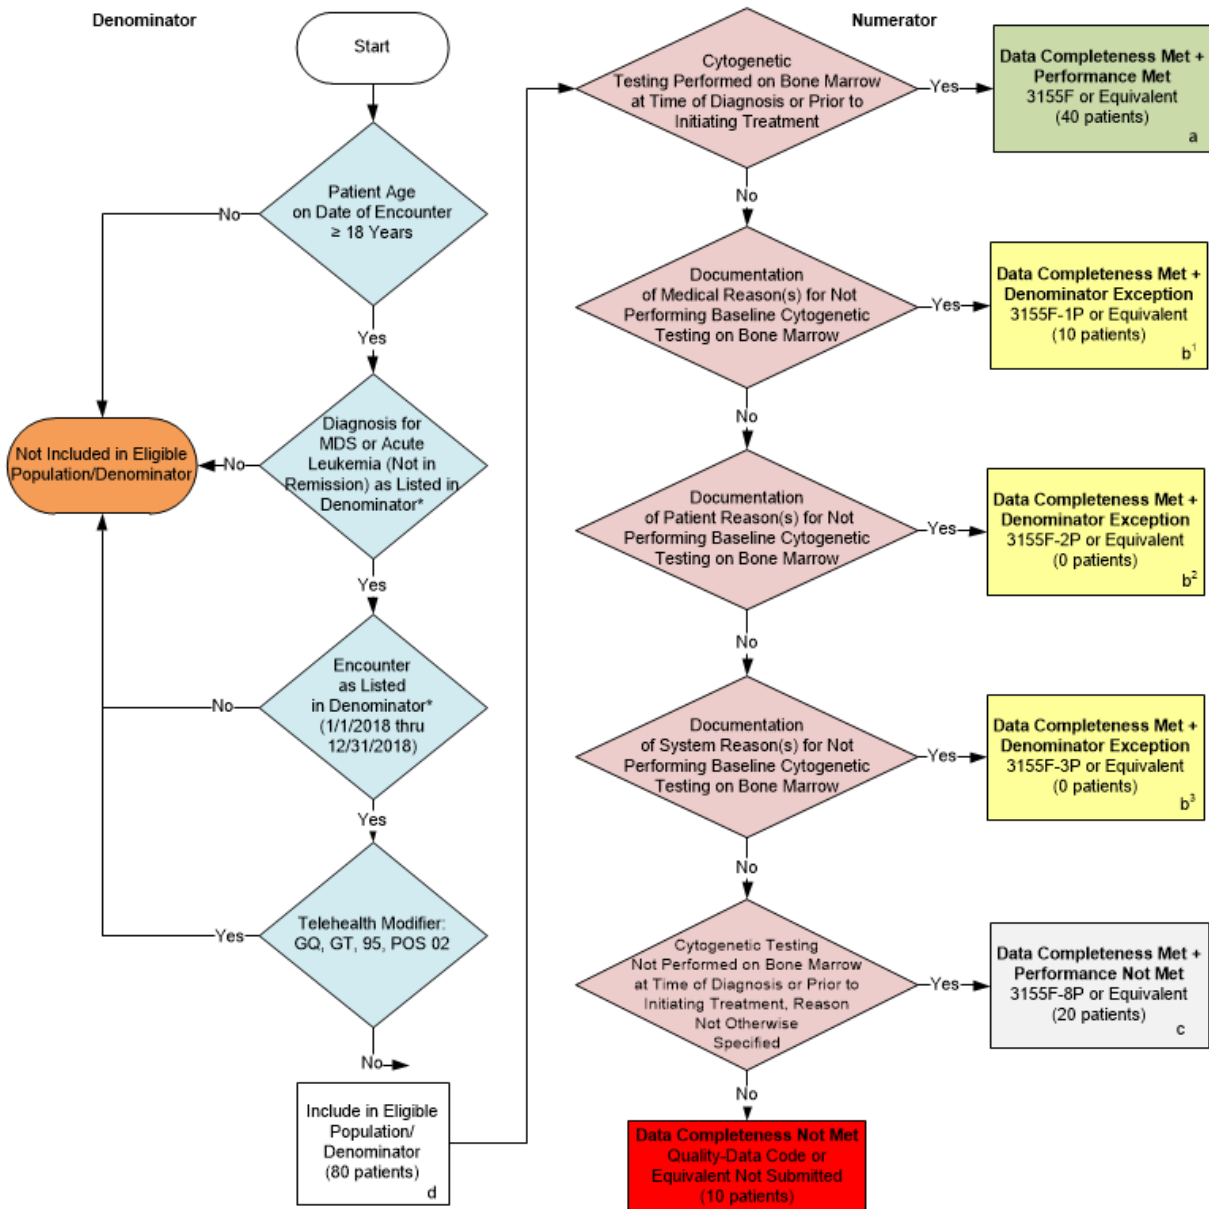 Denominator
Numerator
Start
Patient Age
on Date of Encounter
≥ 18 Years
No
Yes
Diagnosis for
MDS or Acute
Leukemia (Not in
Remission) as Listed in
Denominator*
No
Not Included in Eligible
Population/Denominator
Yes
Encounter
as Listed
in Denominator*
(1/1/2018 thru
12/31/2018)
No
Yes
Telehealth Modifier:
GQ, GT, 95, POS 02
Yes
No
Include in Eligible
Population/
Denominator
(80 patients)
d
Cytogenetic
Testing Performed on Bone Marrow
at Time of Diagnosis or Prior to
Initiating Treatment
Yes
Data Completeness Met +
Performance Met
3155F or Equivalent
(40 patients)
a
No
Documentation
of Medical Reason(s) for Not
Performing Baseline Cytogenetic
Testing on Bone Marrow
Yes
Data Completeness Met +
Denominator Exception
3155F-1P or Equivalent
(10 patients)
b¹
No
Documentation
of Patient Reason(s) for Not
Performing Baseline Cytogenetic
Testing on Bone Marrow
Yes
Data Completeness Met +
Denominator Exception
3155F-2P or Equivalent
(0 patients)
b²
No
Documentation
of System Reason(s) for Not
Performing Baseline Cytogenetic
Testing on Bone Marrow
Yes
Data Completeness Met +
Denominator Exception
3155F-3P or Equivalent
(0 patients)
b³
No
Cytogenetic Testing
Not Performed on Bone Marrow
at Time of Diagnosis or Prior to
Initiating Treatment, Reason
Not Otherwise
Specified
Yes
Data Completeness Met +
Performance Not Met
3155F-8P or Equivalent
(20 patients)
c
No
Data Completeness Not Met
Quality-Data Code or
Equivalent Not Submitted
(10 patients)